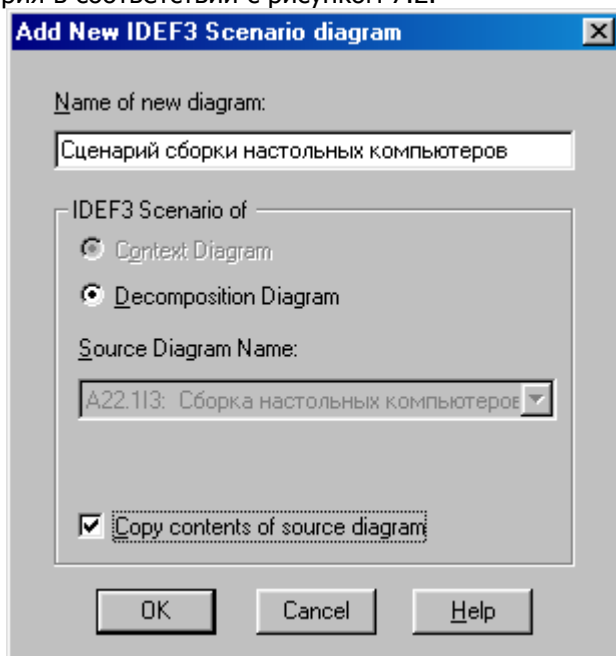 рия в соответствии с рисунком 7.2.
Add New IDEF3 Scenario diagram
Name of new diagram:
Сценарий сборки настольных компьютеров
IDEF3 Scenario of
Context Diagram
Decomposition Diagram
Source Diagram Name:
A22.1I3: Сборка настольных компьютеров
Copy contents of source diagram
OK
Cancel
Help